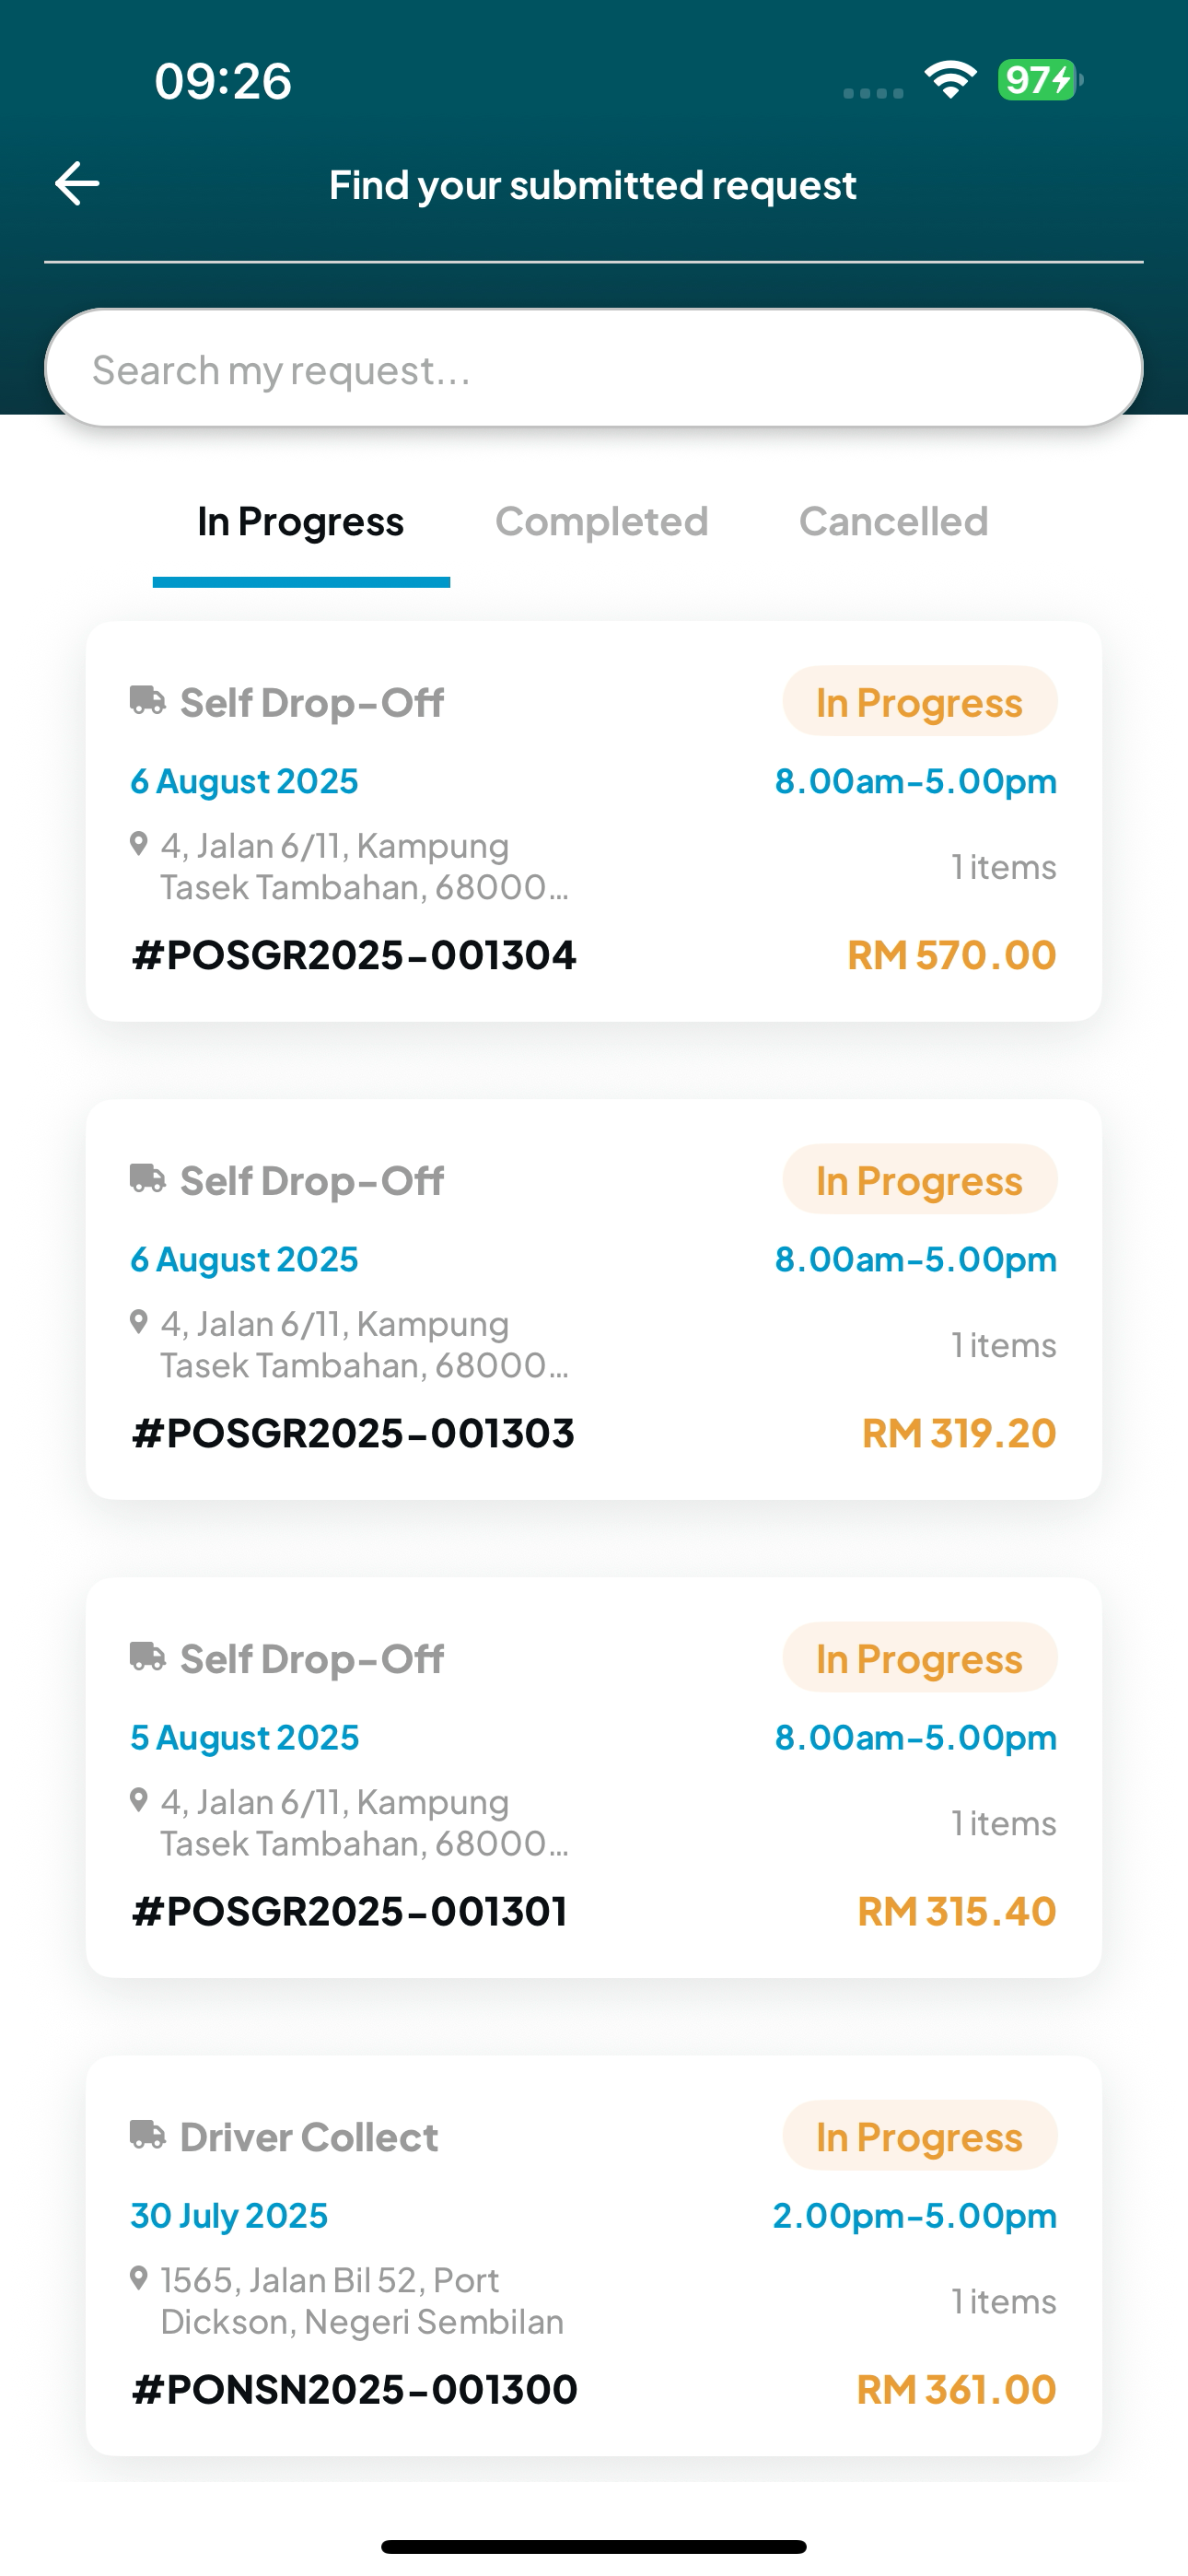 09:26
97
Find your submitted request
Search my request...
In Progress Completed Cancelled
Self Drop-Off In Progress
6 August 2025 8.00am-5.00pm
4, Jalan 6/11, Kampung
Tasek Tambahan, 68000...
1 items
#POSGR2025-001304 RM 570.00
Self Drop-Off In Progress
6 August 2025 8.00am-5.00pm
4, Jalan 6/11, Kampung
Tasek Tambahan, 68000...
1 items
#POSGR2025-001303 RM 319.20
Self Drop-Off In Progress
5 August 2025 8.00am-5.00pm
4, Jalan 6/11, Kampung
Tasek Tambahan, 68000...
1 items
#POSGR2025-001301 RM 315.40
Driver Collect In Progress
30 July 2025 2.00pm-5.00pm
1565, Jalan Bil 52, Port
Dickson, Negeri Sembilan
1 items
#PONSN2025-001300 RM 361.00